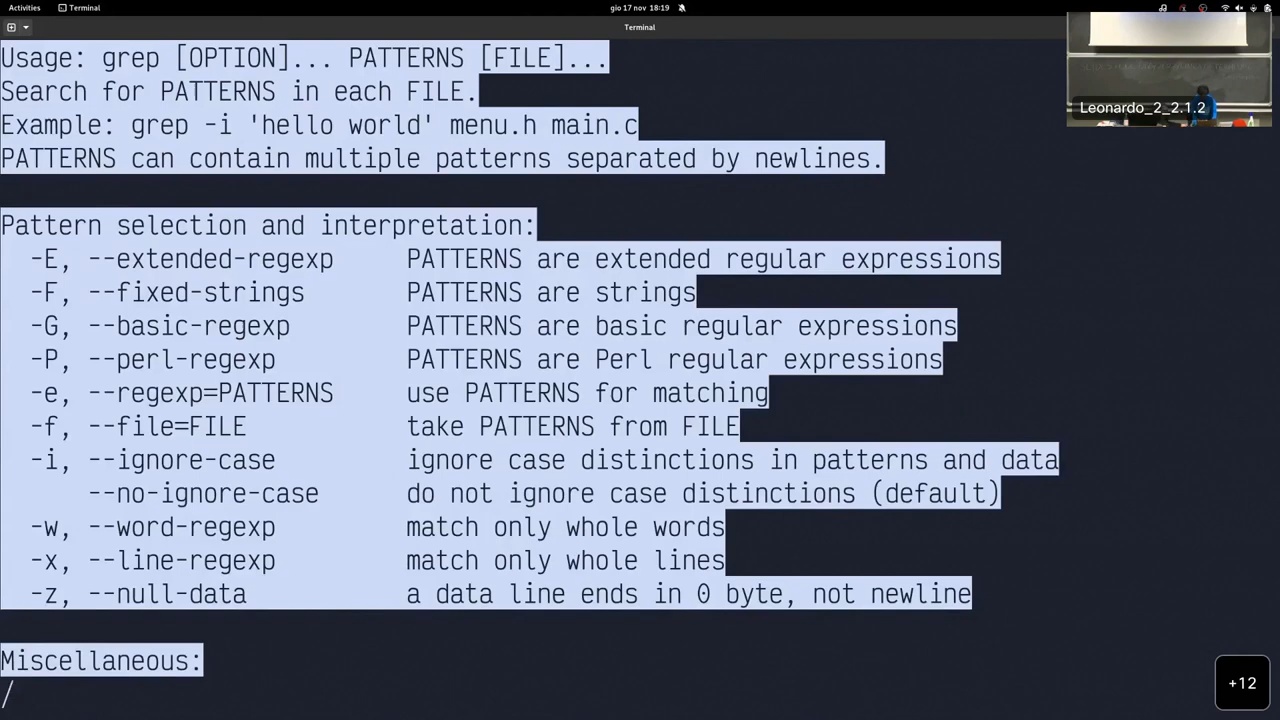 Activities Terminal gio 17 nov 18:19
Terminal
Usage: grep [OPTION]... PATTERNS [FILE]...
Search for PATTERNS in each FILE.
Example: grep -i 'hello world' menu.h main.c
PATTERNS can contain multiple patterns separated by newlines.
Pattern selection and interpretation:
-E, --extended-regexp PATTERNS are extended regular expressions
-F, --fixed-strings PATTERNS are strings
-G, --basic-regexp PATTERNS are basic regular expressions
-P, --perl-regexp PATTERNS are Perl regular expressions
-e, --regexp=PATTERNS use PATTERNS for matching
-f, --file=FILE take PATTERNS from FILE
-i, --ignore-case ignore case distinctions in patterns and data
--no-ignore-case do not ignore case distinctions (default)
-w, --word-regexp match only whole words
-x, --line-regexp match only whole lines
-z, --null-data a data line ends in 0 byte, not newline
Miscellaneous:
/
Leonardo_2_2.1.2
+12